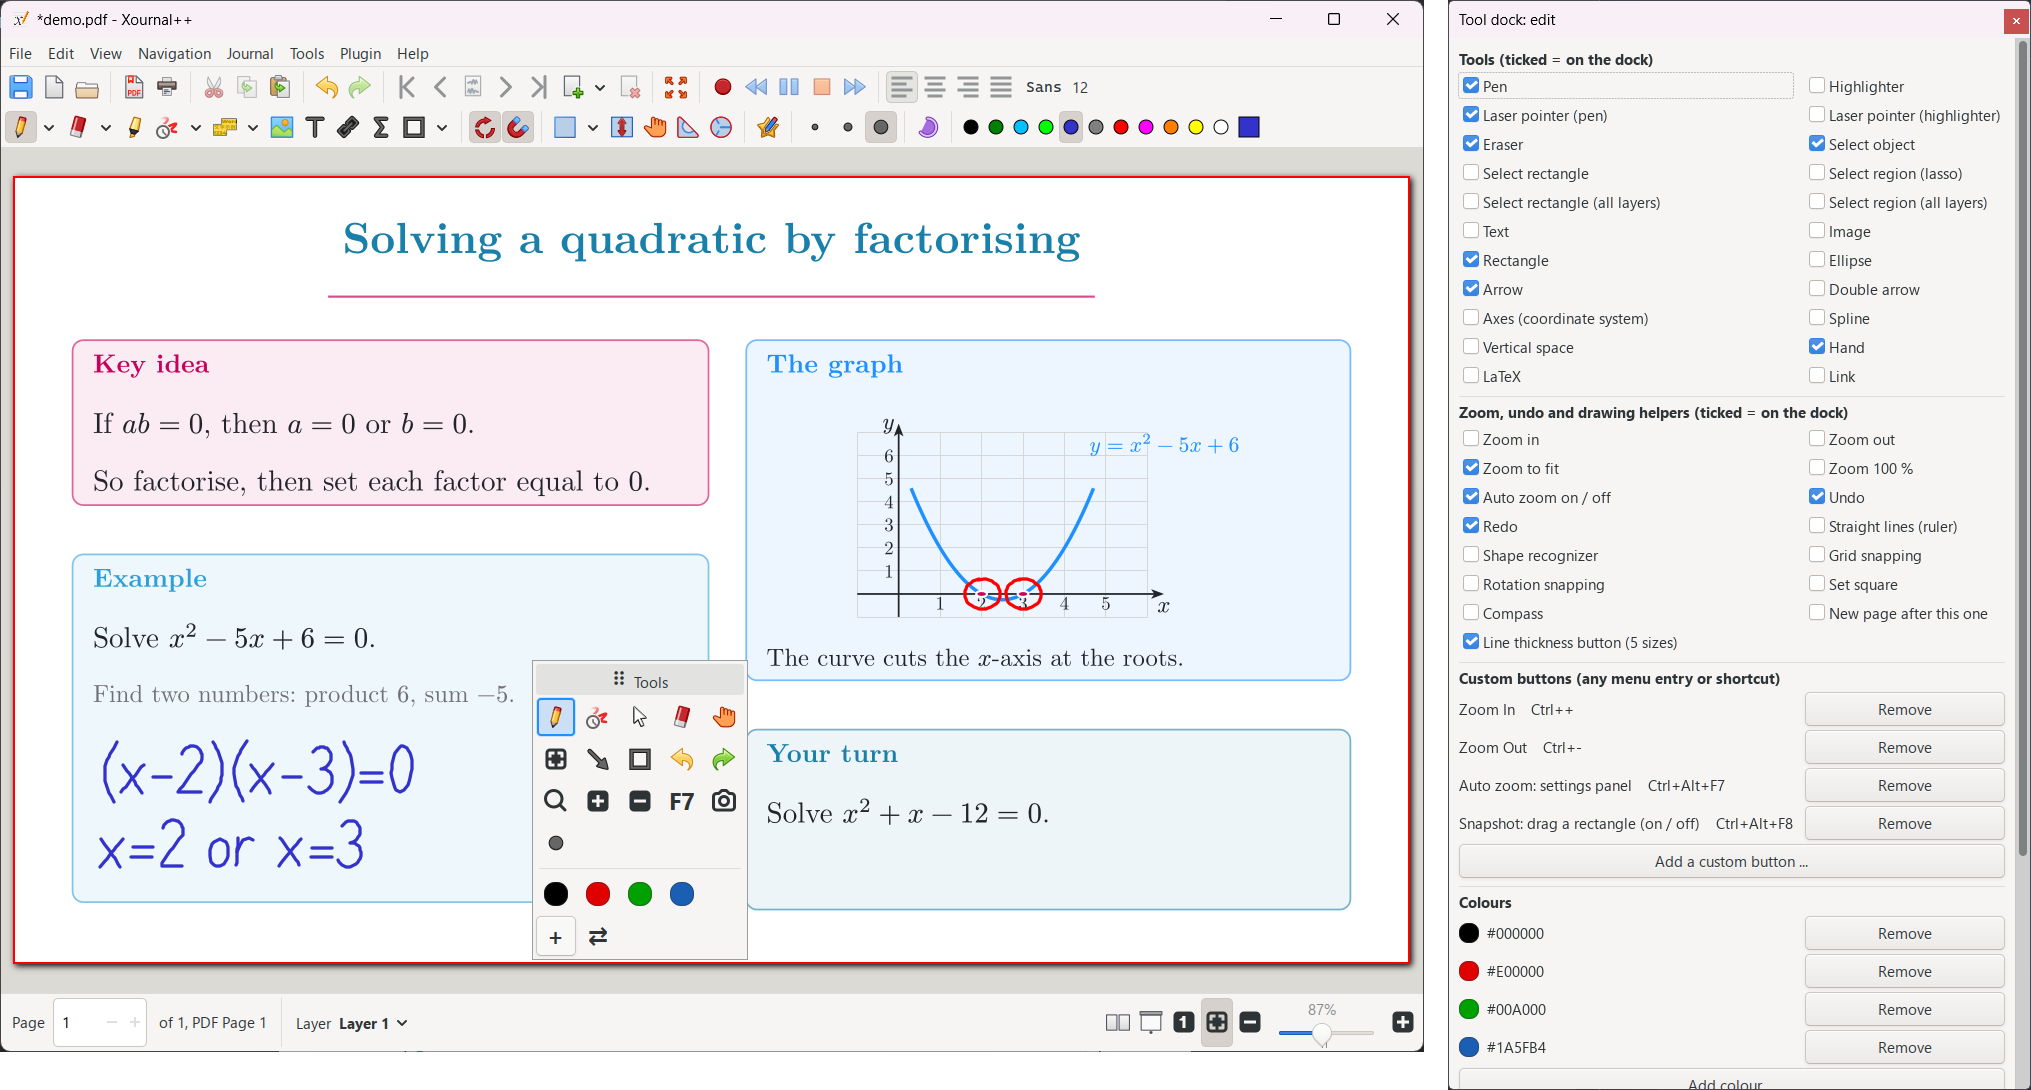 *demo.pdf - Xournal++
File Edit View Navigation Journal Tools Plugin Help
Sans 12
Solving a quadratic by factorising
Key idea
If ab = 0, then a = 0 or b = 0.
So factorise, then set each factor equal to 0.
Example
Solve x² − 5x + 6 = 0.
Find two numbers: product 6, sum −5.
(x−2)(x−3)=0
x=2 or x=3
The graph
y
y = x² − 5x + 6
6
5
4
3
2
1
1 2 3 4 5 x
The curve cuts the x-axis at the roots.
Your turn
Solve x² + x − 12 = 0.
Tools
F7
Page 1 of 1, PDF Page 1 Layer Layer 1
87%
Tool dock: edit
Tools (ticked = on the dock)
Pen Highlighter
Laser pointer (pen) Laser pointer (highlighter)
Eraser Select object
Select rectangle Select region (lasso)
Select rectangle (all layers) Select region (all layers)
Text Image
Rectangle Ellipse
Arrow Double arrow
Axes (coordinate system) Spline
Vertical space Hand
LaTeX Link
Zoom, undo and drawing helpers (ticked = on the dock)
Zoom in Zoom out
Zoom to fit Zoom 100 %
Auto zoom on / off Undo
Redo Straight lines (ruler)
Shape recognizer Grid snapping
Rotation snapping Set square
Compass New page after this one
Line thickness button (5 sizes)
Custom buttons (any menu entry or shortcut)
Zoom In Ctrl++ Remove
Zoom Out Ctrl+- Remove
Auto zoom: settings panel Ctrl+Alt+F7 Remove
Snapshot: drag a rectangle (on / off) Ctrl+Alt+F8 Remove
Add a custom button ...
Colours
#000000 Remove
#E00000 Remove
#00A000 Remove
#1A5FB4 Remove
Add colour